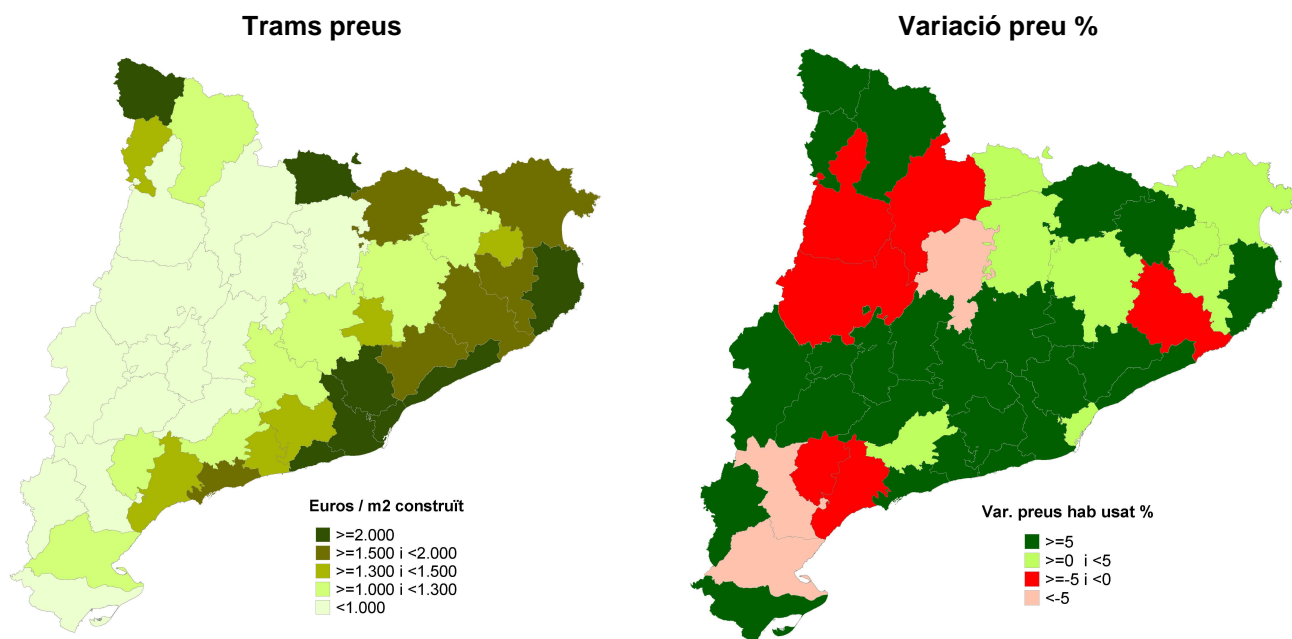 Trams preus
Euros / m2 construït
>=2.000
>=1.500 i <2.000
>=1.300 i <1.500
>=1.000 i <1.300
<1.000
Variació preu %
Var. preus hab usat %
>=5
>=0 i <5
>=-5 i <0
<-5